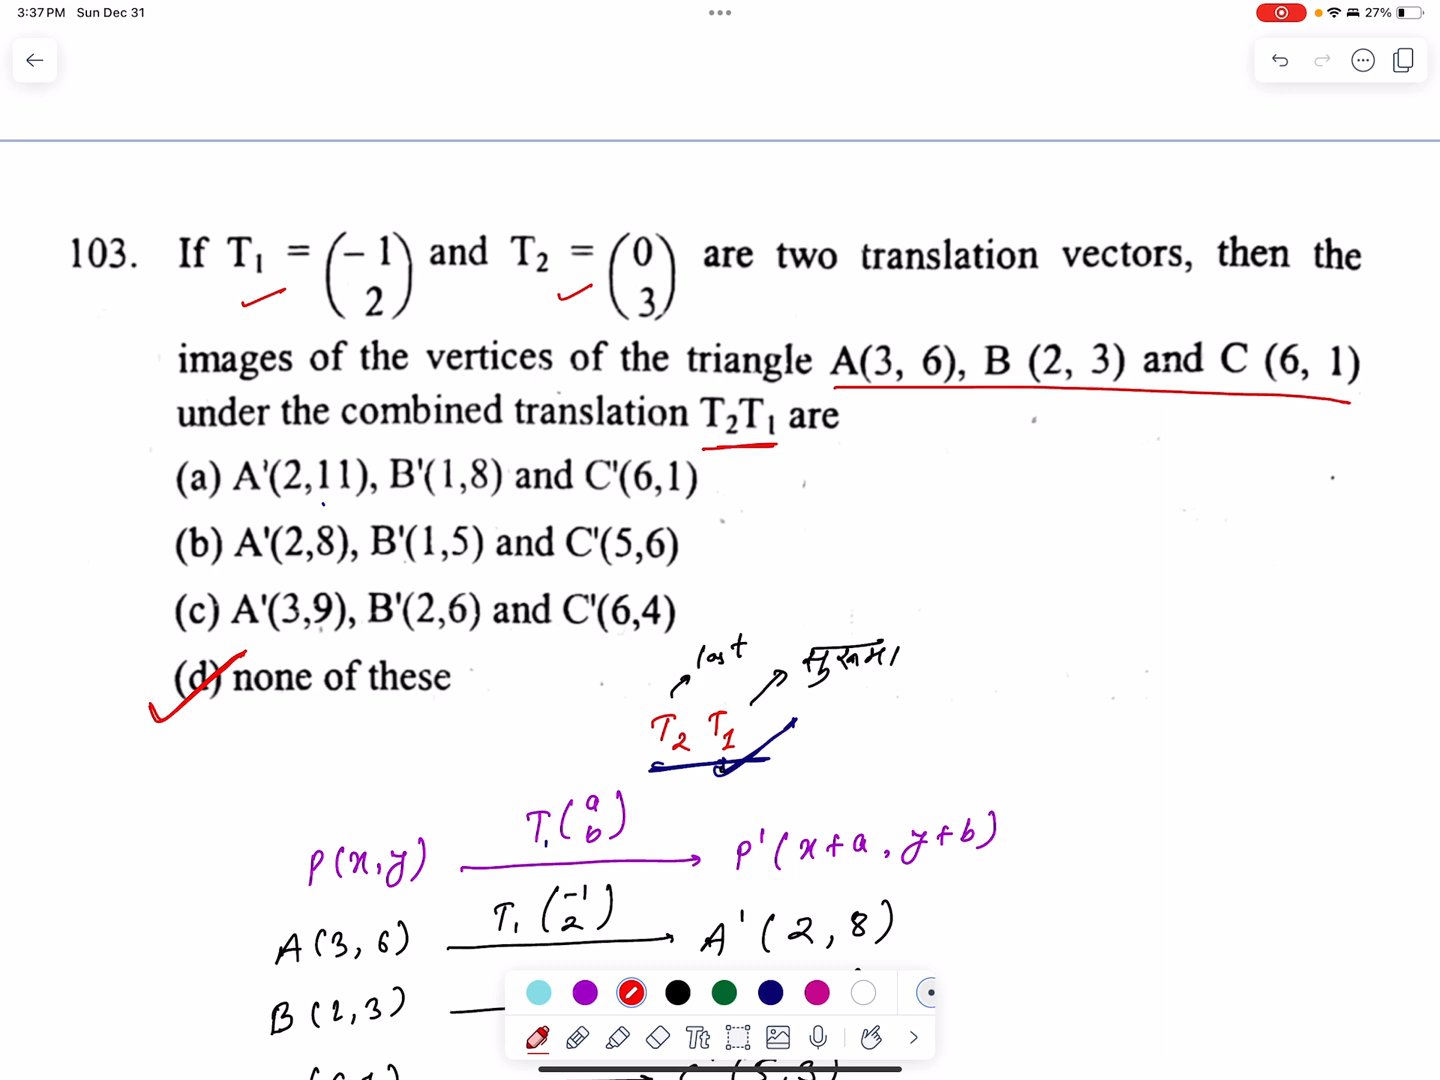 3:37 PM Sun Dec 31
27%
103. If T₁ = (−1 2) and T₂ = (0 3) are two translation vectors, then the
images of the vertices of the triangle A(3, 6), B (2, 3) and C (6, 1)
under the combined translation T₂T₁ are
(a) A'(2,11), B'(1,8) and C'(6,1)
(b) A'(2,8), B'(1,5) and C'(5,6)
(c) A'(3,9), B'(2,6) and C'(6,4)
(d) none of these
last
T₂ T₁
T₁ (a b)
P(x,y) P'(x+a, y+b)
T₁ (−1 2)
A(3, 6) A'(2, 8)
B(2,3)
Tt